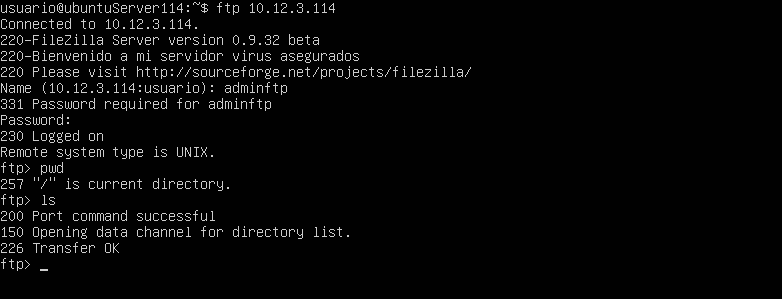 usuario@ubuntuServer114:~$ ftp 10.12.3.114
Connected to 10.12.3.114.
220-FileZilla Server version 0.9.32 beta
220-Bienvenido a mi servidor virus asegurados
220 Please visit http://sourceforge.net/projects/filezilla/
Name (10.12.3.114:usuario): adminftp
331 Password required for adminftp
Password:
230 Logged on
Remote system type is UNIX.
ftp> pwd
257 "/" is current directory.
ftp> ls
200 Port command successful
150 Opening data channel for directory list.
226 Transfer OK
ftp> _